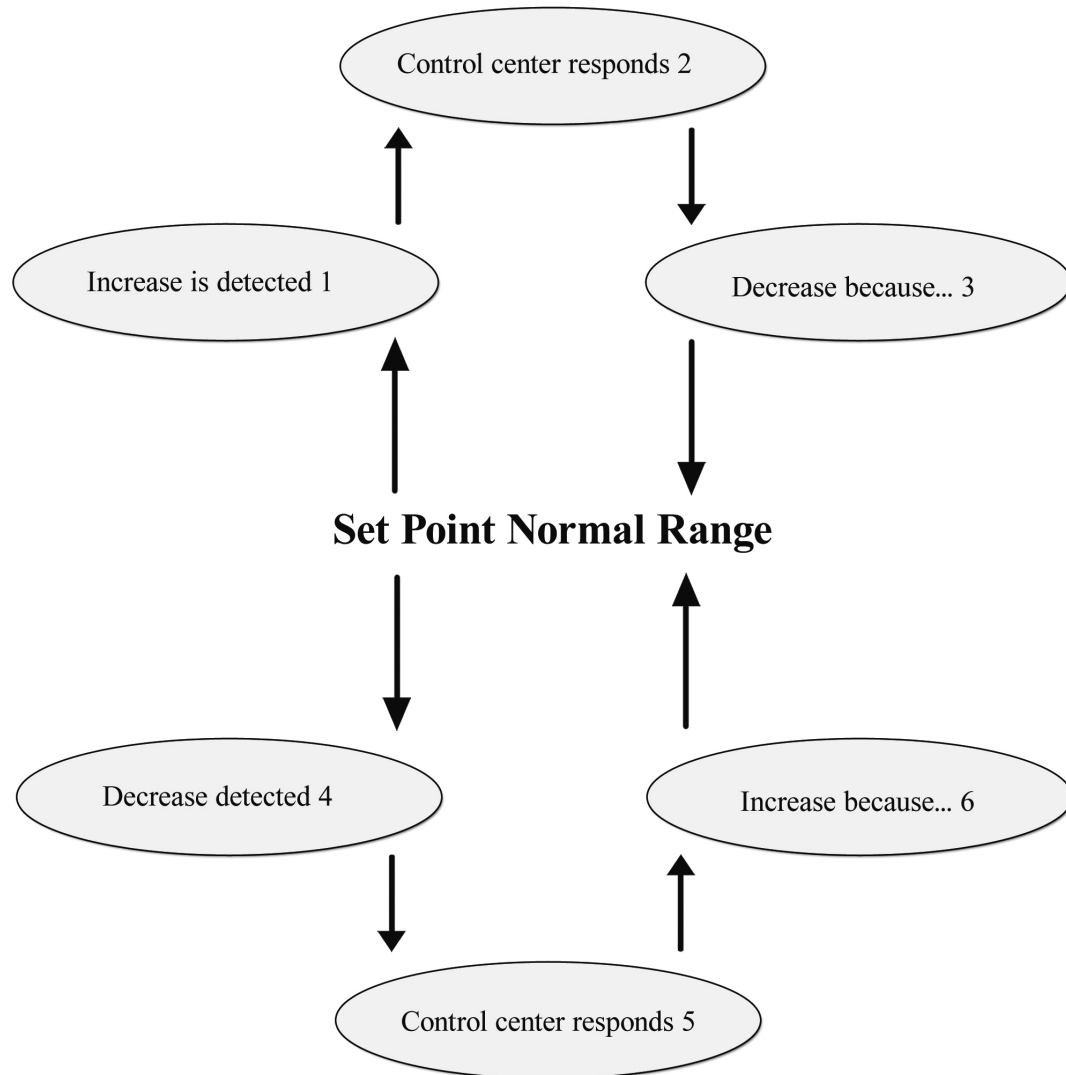 Control center responds 2
Increase is detected 1
Decrease because... 3
Set Point Normal Range
Decrease detected 4
Increase because... 6
Control center responds 5